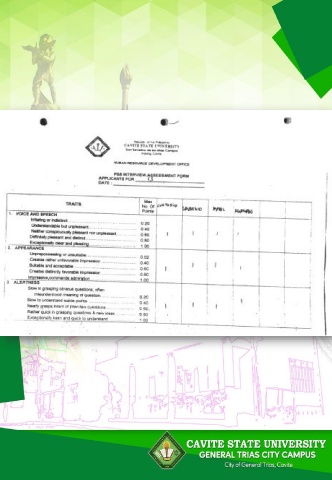 Republic of the Philippines
CAVITE STATE UNIVERSITY
HUMAN RESOURCE DEVELOPMENT OFFICE
PSB INTERVIEW ASSESSMENT FORM
APPLICANTS FOR
DATE :
TRAITS
Max No. Of Points
1. VOICE AND SPEECH
Irritating or indistinct 0.20
Understandable but unpleasant 0.40
Neither conspicuously pleasant nor unpleasant 0.60
Definitely pleasant and distinct 0.80
Exceptionally clear and pleasing 1.00
2. APPEARANCE
Unprepossessing or unsuitable 0.20
Creates rather unfavorable impression 0.40
Suitable and acceptable 0.60
Creates distinctly favorable impression 0.80
Impressive, commands admiration 1.00
3. ALERTNESS
Slow in grasping obvious questions, often
misunderstood meaning of question 0.20
Slow to understand subtle points 0.40
Nearly grasps intent of interview questions 0.60
Rather quick in grasping questions & new ideas 0.80
Exceptionally keen and quick to understand 1.00
CAVITE STATE UNIVERSITY
GENERAL TRIAS CITY CAMPUS
City of General Trias, Cavite